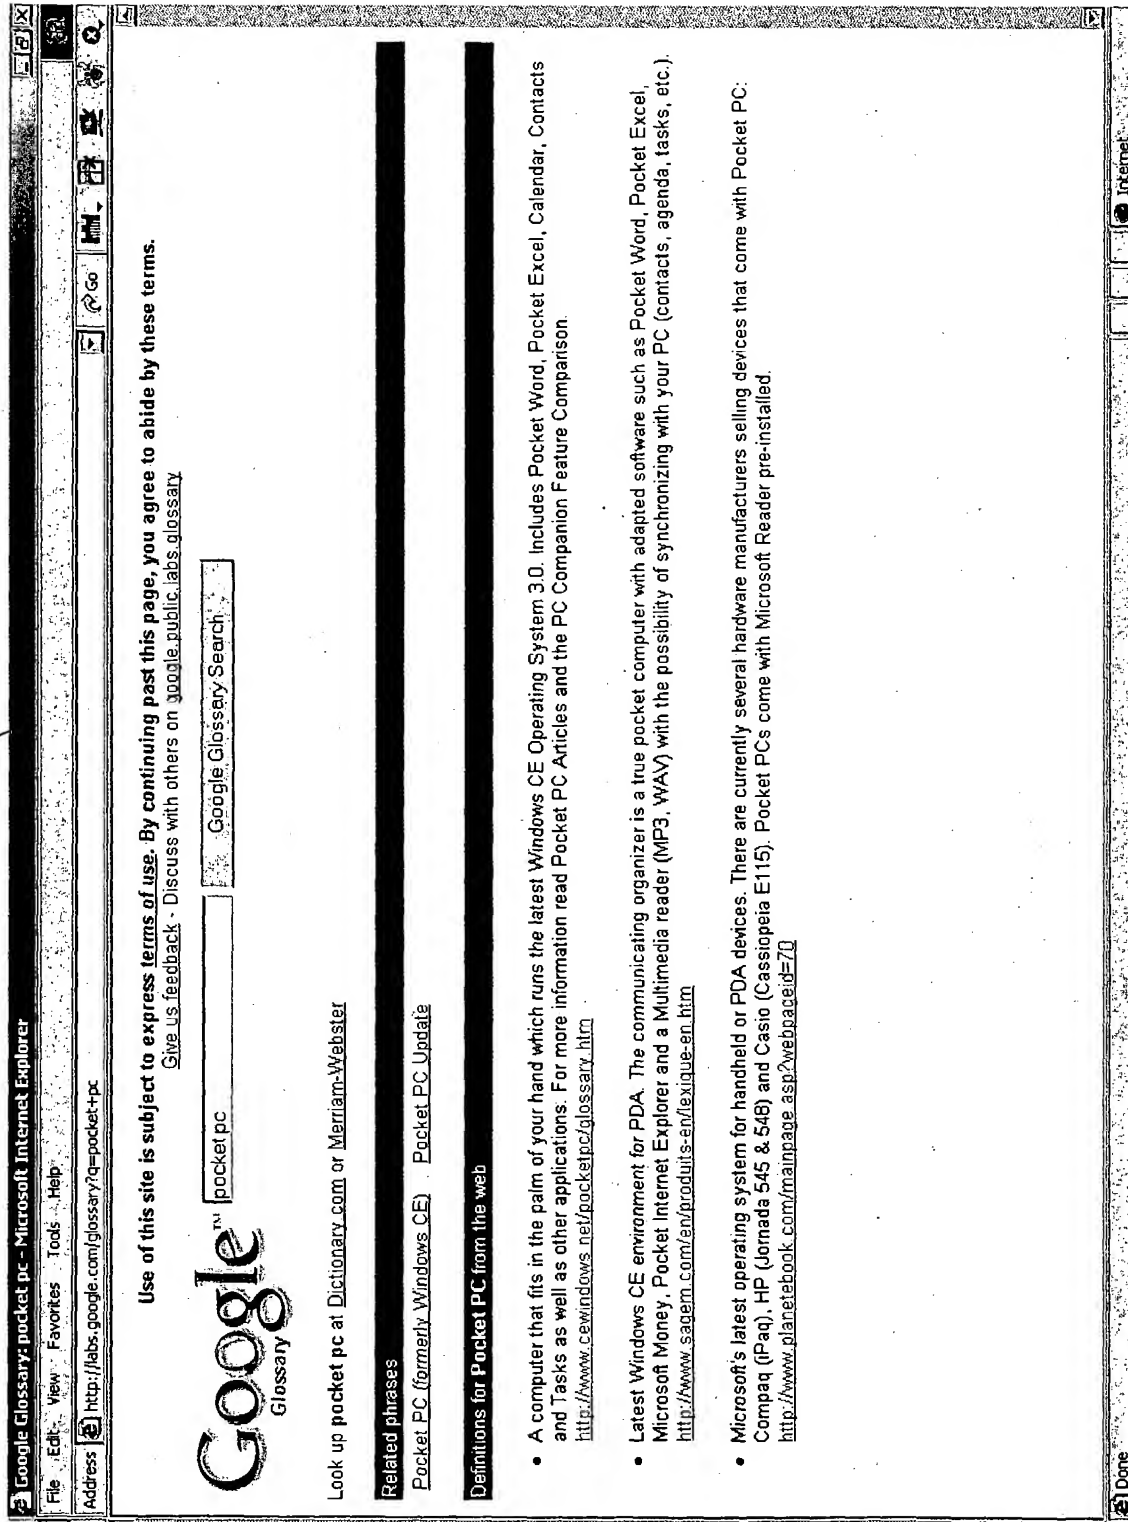 Google Glossary: pocket pc - Microsoft Internet Explorer
File Edit View Favorites Tools Help
Address http://labs.google.com/glossary?q=pocket+pc Go
Use of this site is subject to express terms of use. By continuing past this page, you agree to abide by these terms.
Give us feedback - Discuss with others on google.public.labs.glossary
Google™ pocket pc Google Glossary Search
Glossary
Look up pocket pc at Dictionary.com or Merriam-Webster
Related phrases
Pocket PC (formerly Windows CE) Pocket PC Update
Definitions for Pocket PC from the web
• A computer that fits in the palm of your hand which runs the latest Windows CE Operating System 3.0. Includes Pocket Word, Pocket Excel, Calendar, Contacts
and Tasks as well as other applications. For more information read Pocket PC Articles and the PC Companion Feature Comparison.
http://www.cewindows.net/pocketpc/glossary.htm
• Latest Windows CE environment for PDA. The communicating organizer is a true pocket computer with adapted software such as Pocket Word, Pocket Excel,
Microsoft Money, Pocket Internet Explorer and a Multimedia reader (MP3, WAV) with the possibility of synchronizing with your PC (contacts, agenda, tasks, etc.).
http://www.sagem.com/en/produits-en/lexique-en.htm
• Microsoft's latest operating system for handheld or PDA devices. There are currently several hardware manufacturers selling devices that come with Pocket PC:
Compaq (iPaq), HP (Jornada 545 & 548) and Casio (Cassiopeia E115). Pocket PCs come with Microsoft Reader pre-installed.
http://www.planetebook.com/mainpage.asp?webpageid=70
Done Internet